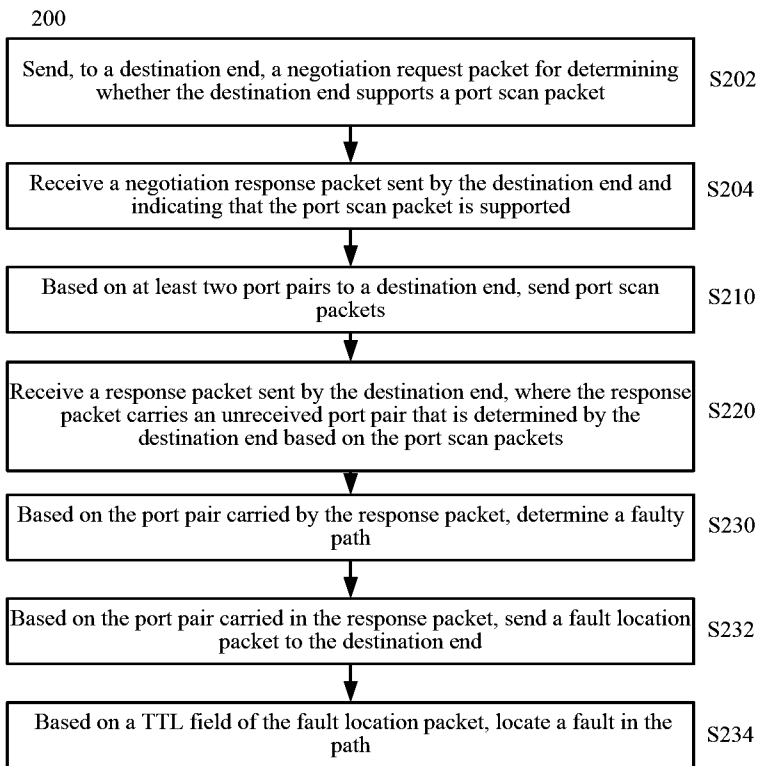 200
Send, to a destination end, a negotiation request packet for determining
whether the destination end supports a port scan packet
S202
Receive a negotiation response packet sent by the destination end and
indicating that the port scan packet is supported
S204
Based on at least two port pairs to a destination end, send port scan
packets
S210
Receive a response packet sent by the destination end, where the response
packet carries an unreceived port pair that is determined by the
destination end based on the port scan packets
S220
Based on the port pair carried by the response packet, determine a faulty
path
S230
Based on the port pair carried in the response packet, send a fault location
packet to the destination end
S232
Based on a TTL field of the fault location packet, locate a fault in the
path
S234